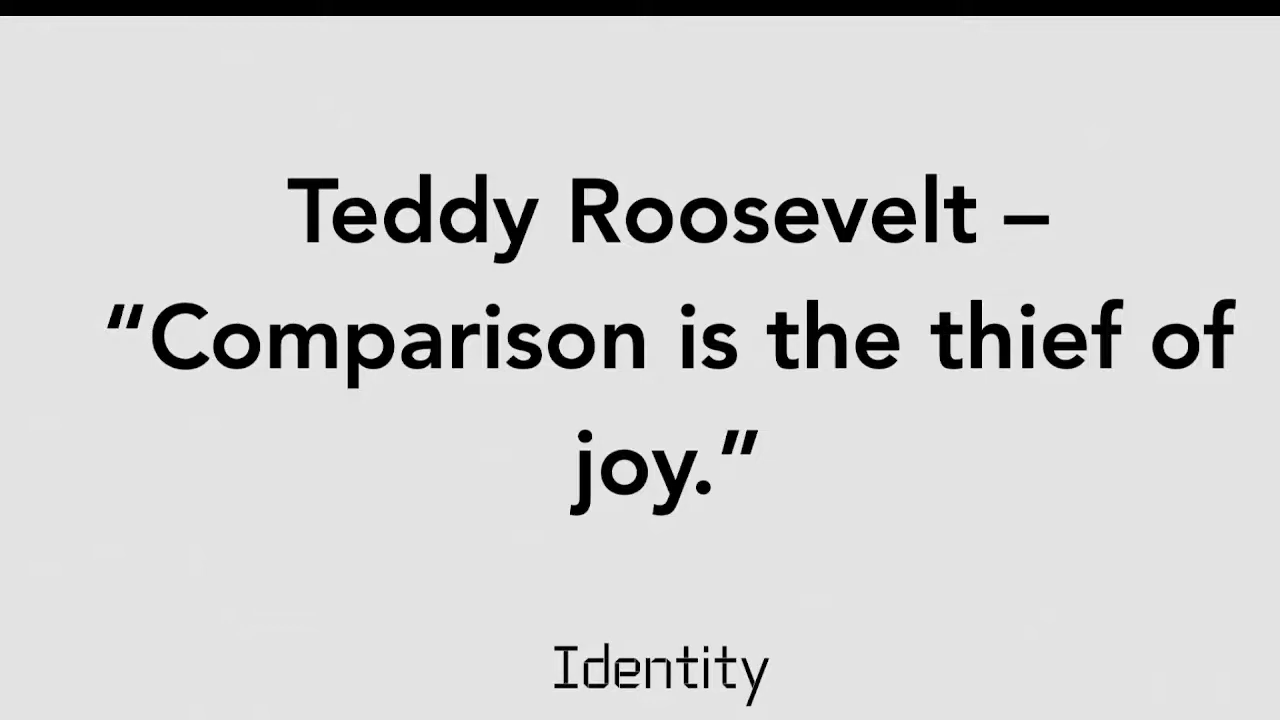 Teddy Roosevelt –
“Comparison is the thief of
joy.”
Identity